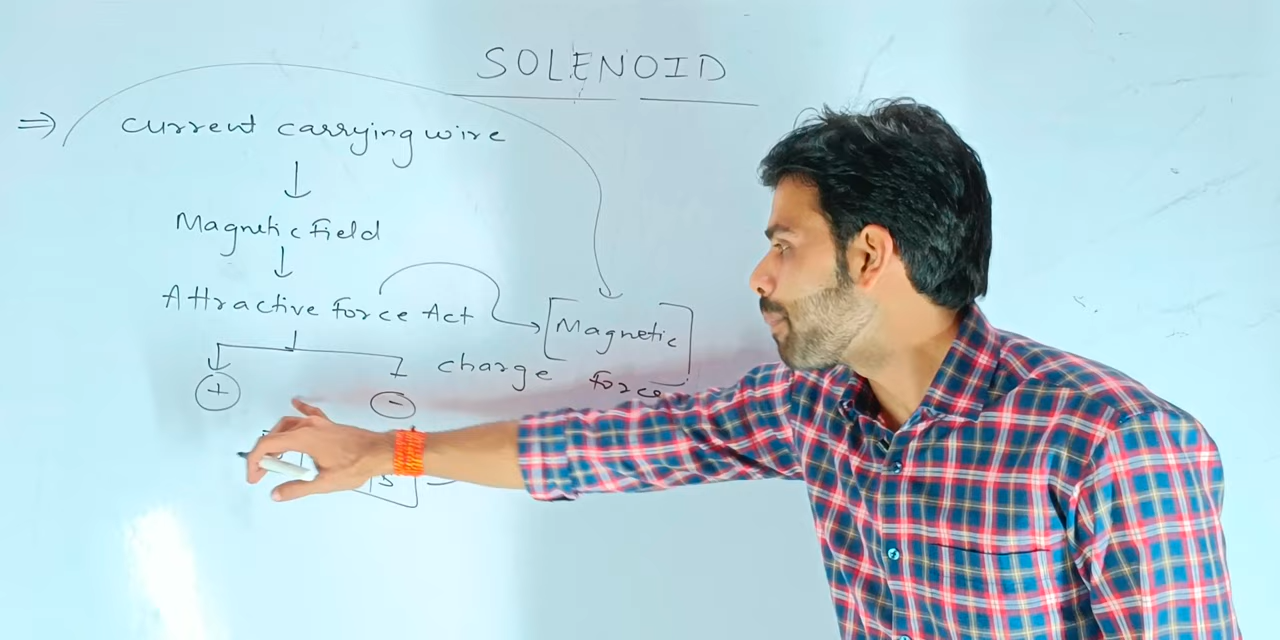 SOLENOID
⇒ Current carrying wire
↓
Magnetic Field
↓
Attractive Force Act → [Magnetic]
Force
+ - charge
S